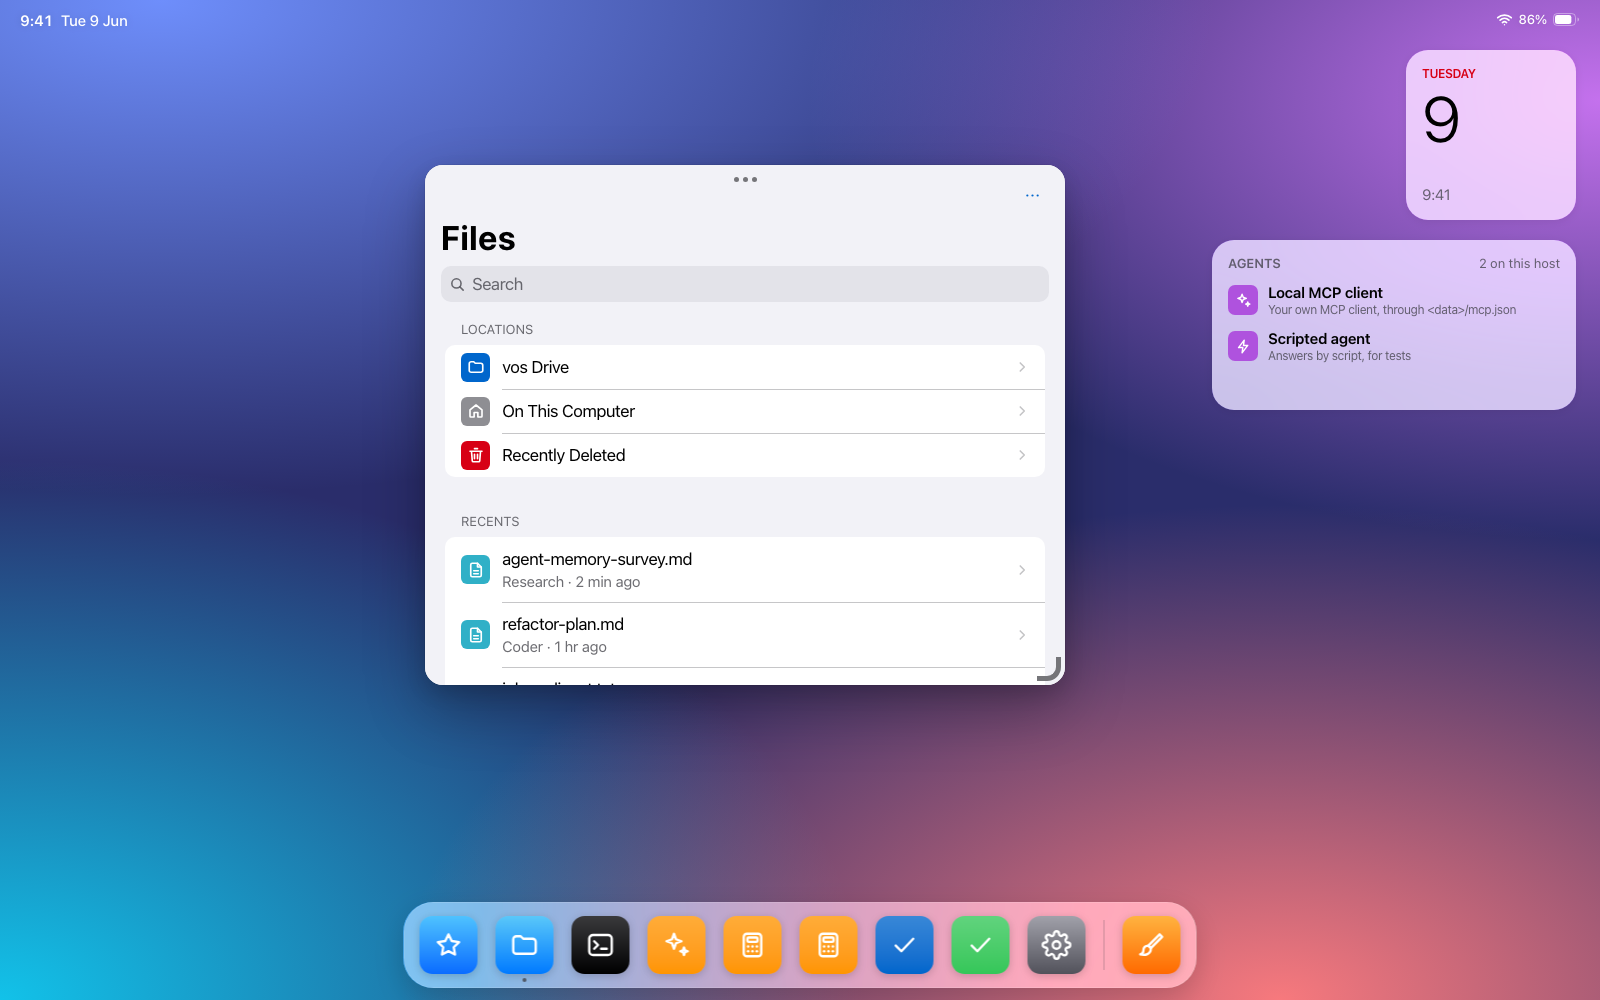 9:41 Tue 9 Jun
86%
TUESDAY
9
9:41
AGENTS 2 on this host
Local MCP client
Your own MCP client, through <data>/mcp.json
Scripted agent
Answers by script, for tests
Files
Search
LOCATIONS
vos Drive
On This Computer
Recently Deleted
RECENTS
agent-memory-survey.md
Research · 2 min ago
refactor-plan.md
Coder · 1 hr ago